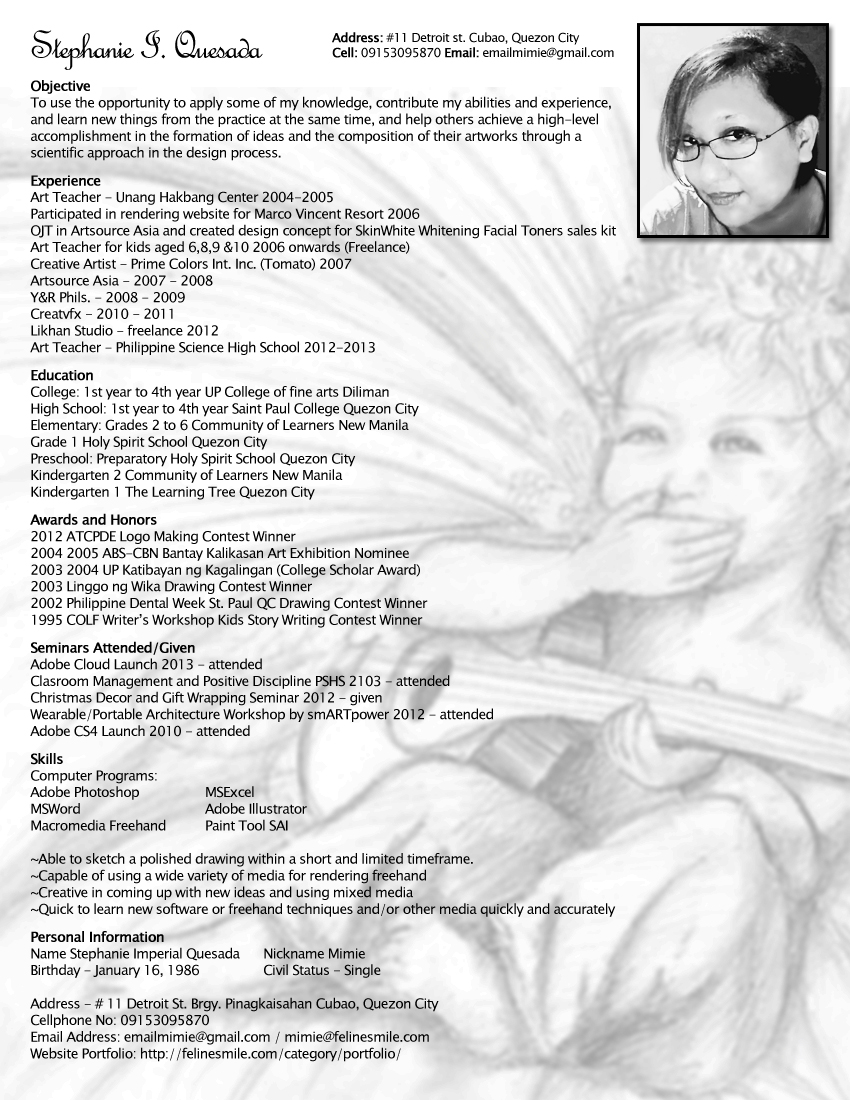 Stephanie I. Quesada
Address: #11 Detroit st. Cubao, Quezon City
Cell: 09153095870 Email: emailmimie@gmail.com
Objective
To use the opportunity to apply some of my knowledge, contribute my abilities and experience,
and learn new things from the practice at the same time, and help others achieve a high-level
accomplishment in the formation of ideas and the composition of their artworks through a
scientific approach in the design process.
Experience
Art Teacher - Unang Hakbang Center 2004-2005
Participated in rendering website for Marco Vincent Resort 2006
OJT in Artsource Asia and created design concept for SkinWhite Whitening Facial Toners sales kit
Art Teacher for kids aged 6,8,9 &10 2006 onwards (Freelance)
Creative Artist - Prime Colors Int. Inc. (Tomato) 2007
Artsource Asia - 2007 - 2008
Y&R Phils. - 2008 - 2009
Creatvfx - 2010 - 2011
Likhan Studio - freelance 2012
Art Teacher - Philippine Science High School 2012-2013
Education
College: 1st year to 4th year UP College of fine arts Diliman
High School: 1st year to 4th year Saint Paul College Quezon City
Elementary: Grades 2 to 6 Community of Learners New Manila
Grade 1 Holy Spirit School Quezon City
Preschool: Preparatory Holy Spirit School Quezon City
Kindergarten 2 Community of Learners New Manila
Kindergarten 1 The Learning Tree Quezon City
Awards and Honors
2012 ATCPDE Logo Making Contest Winner
2004 2005 ABS-CBN Bantay Kalikasan Art Exhibition Nominee
2003 2004 UP Katibayan ng Kagalingan (College Scholar Award)
2003 Linggo ng Wika Drawing Contest Winner
2002 Philippine Dental Week St. Paul QC Drawing Contest Winner
1995 COLF Writer's Workshop Kids Story Writing Contest Winner
Seminars Attended/Given
Adobe Cloud Launch 2013 - attended
Clasroom Management and Positive Discipline PSHS 2103 - attended
Christmas Decor and Gift Wrapping Seminar 2012 - given
Wearable/Portable Architecture Workshop by smARTpower 2012 - attended
Adobe CS4 Launch 2010 - attended
Skills
Computer Programs:
Adobe Photoshop MSExcel
MSWord Adobe Illustrator
Macromedia Freehand Paint Tool SAI
~Able to sketch a polished drawing within a short and limited timeframe.
~Capable of using a wide variety of media for rendering freehand
~Creative in coming up with new ideas and using mixed media
~Quick to learn new software or freehand techniques and/or other media quickly and accurately
Personal Information
Name Stephanie Imperial Quesada Nickname Mimie
Birthday - January 16, 1986 Civil Status - Single
Address - # 11 Detroit St. Brgy. Pinagkaisahan Cubao, Quezon City
Cellphone No: 09153095870
Email Address: emailmimie@gmail.com / mimie@felinesmile.com
Website Portfolio: http://felinesmile.com/category/portfolio/